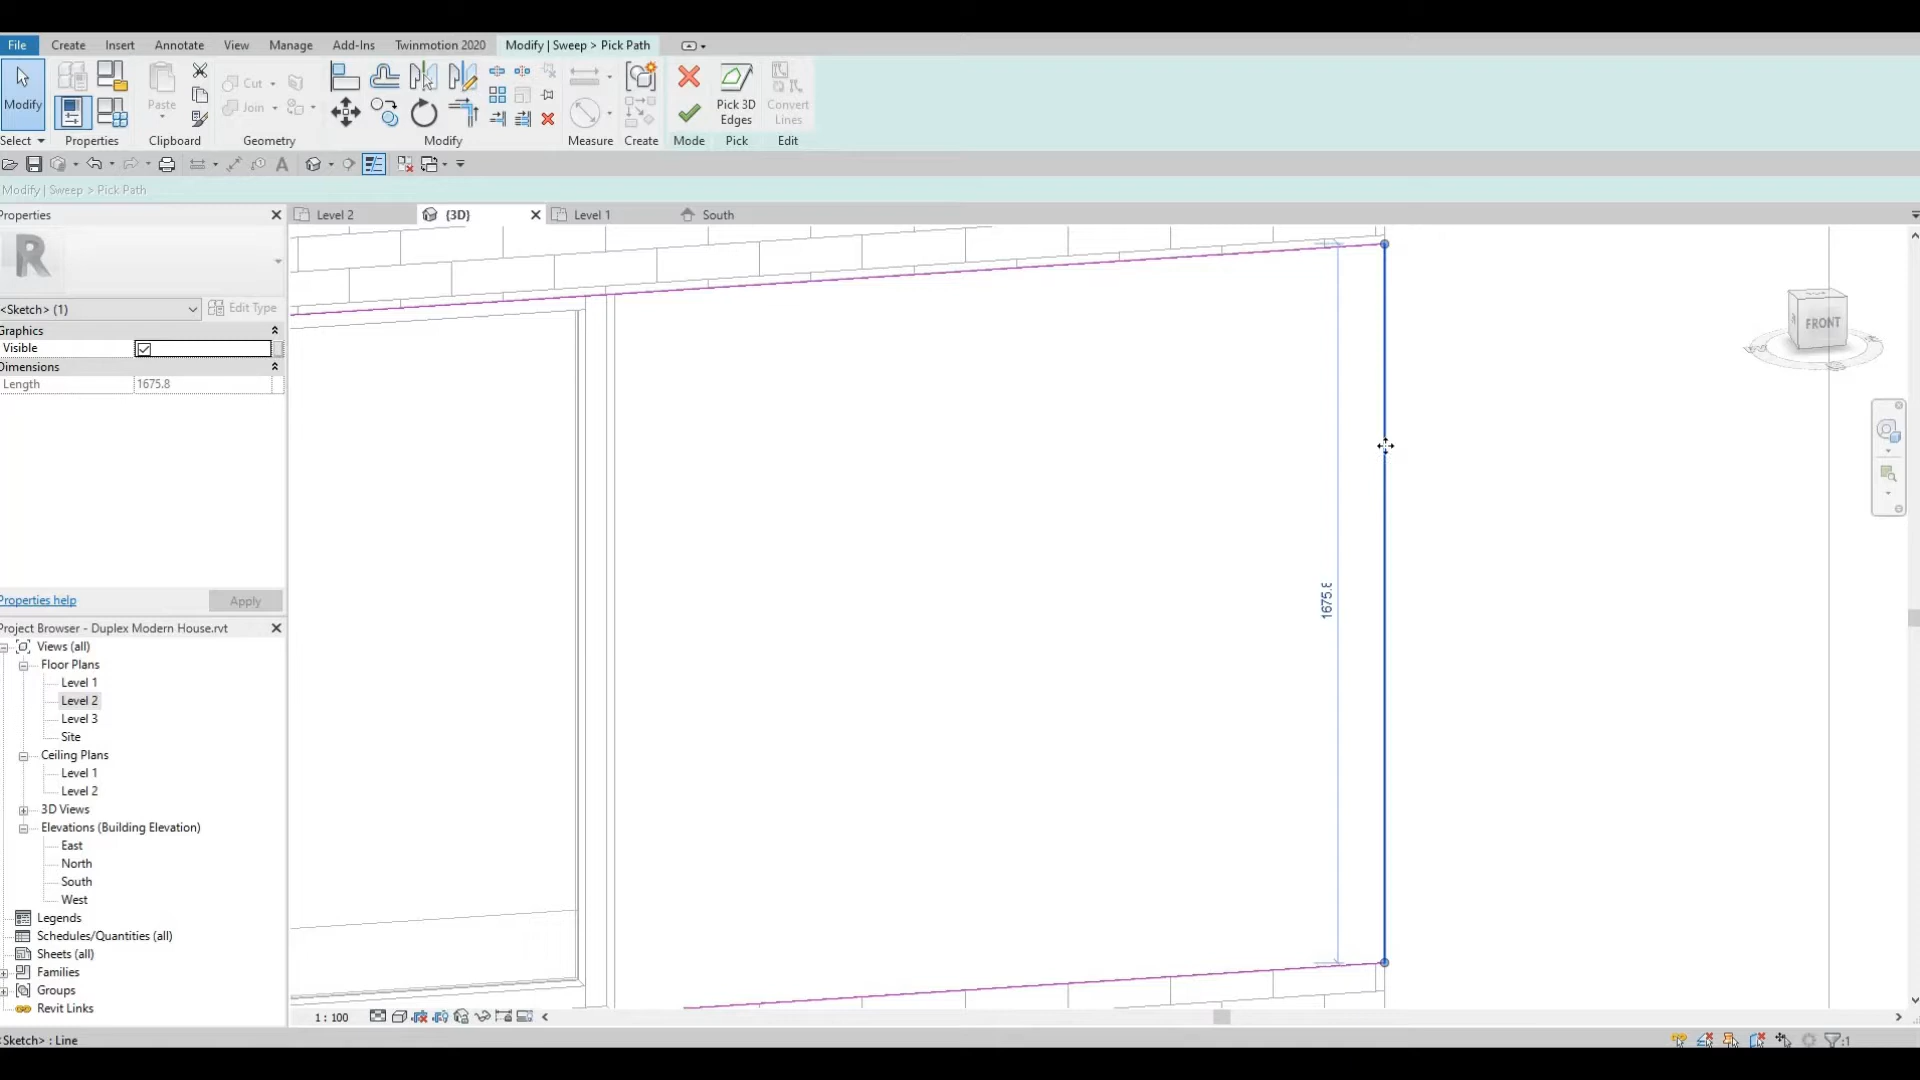 File Create Insert Annotate View Manage Add-Ins Twinmotion 2020 Modify | Sweep > Pick Path
Modify Paste Cut Join Pick 3D Edges Convert Lines
Select Properties Clipboard Geometry Modify Measure Create Mode Pick Edit
Modify | Sweep > Pick Path
Properties
Level 2 {3D} Level 1 South
<Sketch> (1) Edit Type
Graphics
Visible
Dimensions
Length 1675.8
FRONT
Properties help Apply
Project Browser - Duplex Modern House.rvt
Views (all)
Floor Plans
Level 1
Level 2
Level 3
Site
Ceiling Plans
Level 1
Level 2
3D Views
Elevations (Building Elevation)
East
North
South
West
Legends
Schedules/Quantities (all)
Sheets (all)
Families
Groups
Revit Links
1675.8
1 : 100
<Sketch> : Line
:1